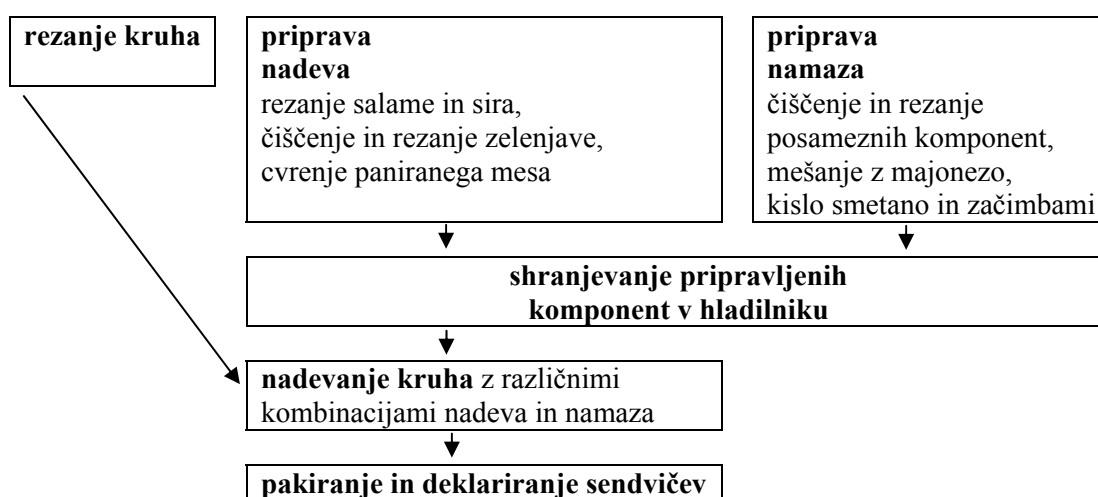 rezanje kruha
priprava
nadeva
rezanje salame in sira,
čiščenje in rezanje zelenjave,
cvrenje paniranega mesa
priprava
namaza
čiščenje in rezanje
posameznih komponent,
mešanje z majonezo,
kislo smetano in začimbami
shranjevanje pripravljenih
komponent v hladilniku
nadevanje kruha z različnimi
kombinacijami nadeva in namaza
pakiranje in deklariranje sendvičev